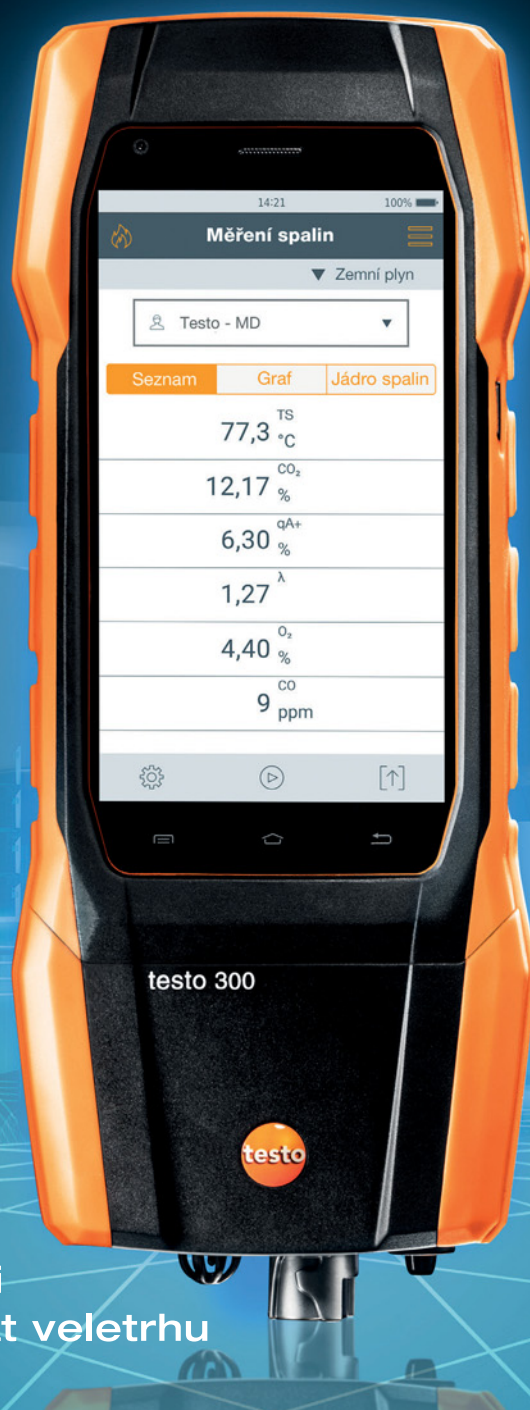 14:21 100%
Měření spalin
▼ Zemní plyn
Testo - MD ▼
Seznam Graf Jádro spalin
77,3 TS °C
12,17 CO₂ %
6,30 qA+ %
1,27 λ
4,40 O₂ %
9 CO ppm
testo 300
testo
veletrhu